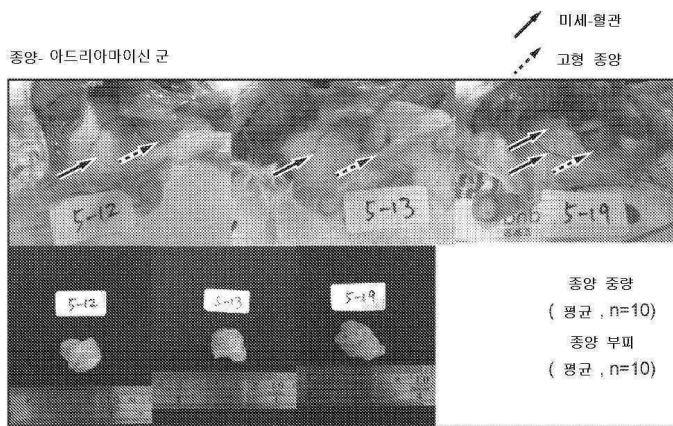 미세-혈관
고형 종양
종양- 아드리아마이신 군
5-12
5-13
5-19
5-12
5-13
5-19
종양 중량
( 평균 , n=10)
종양 부피
( 평균 , n=10)